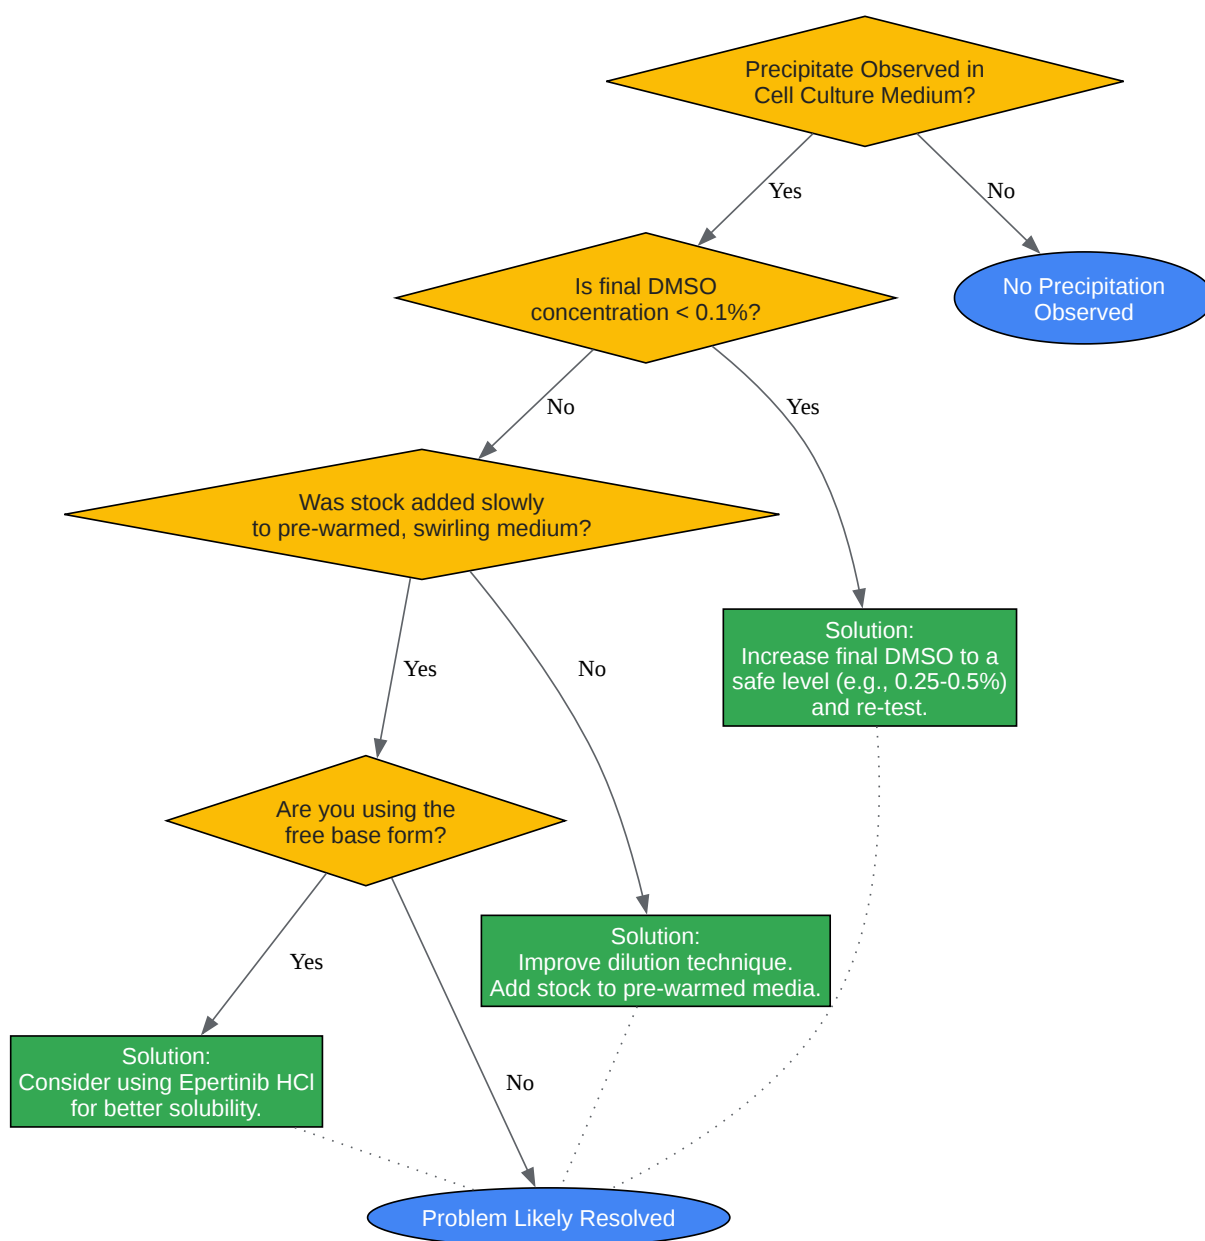 Precipitate Observed in
Cell Culture Medium?
Yes
No
Is final DMSO
concentration < 0.1%?
No Precipitation
Observed
No
Yes
Was stock added slowly
to pre-warmed, swirling medium?
Yes
No
Solution:
Increase final DMSO to a
safe level (e.g., 0.25-0.5%)
and re-test.
Are you using the
free base form?
Yes
No
Solution:
Improve dilution technique.
Add stock to pre-warmed media.
Solution:
Consider using Epertinib HCl
for better solubility.
Problem Likely Resolved